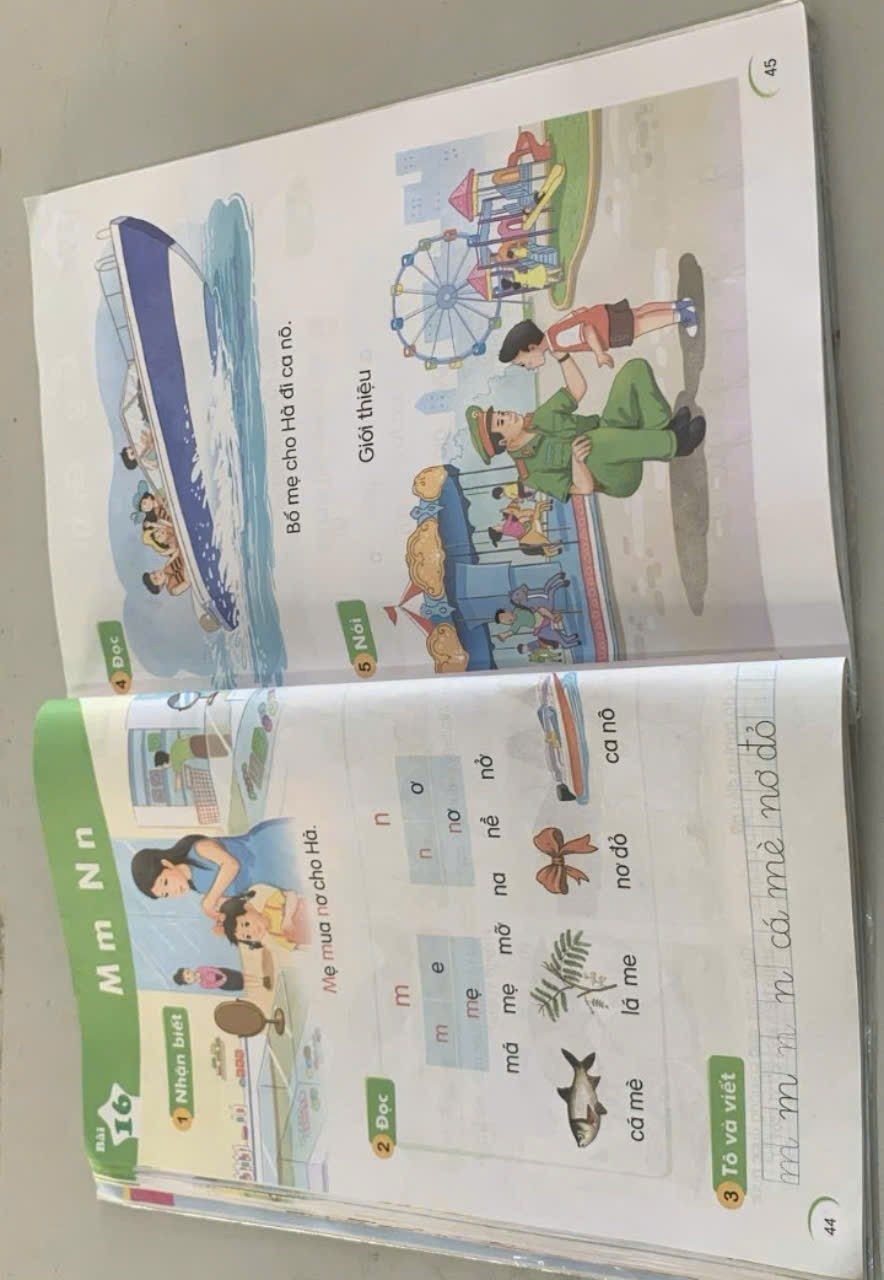 Bài 16 M m N n
1 Nhận biết
Mẹ mua nơ cho Hà.
2 Đọc
m n
m e n ơ
mẹ nơ
má mẹ mỡ na nề nở
cá mè lá me nơ đỏ ca nô
3 Tô và viết
m m n n cá mè nơ đỏ
44
4 Đọc
Bố mẹ cho Hà đi ca nô.
5 Nói
Giới thiệu
45